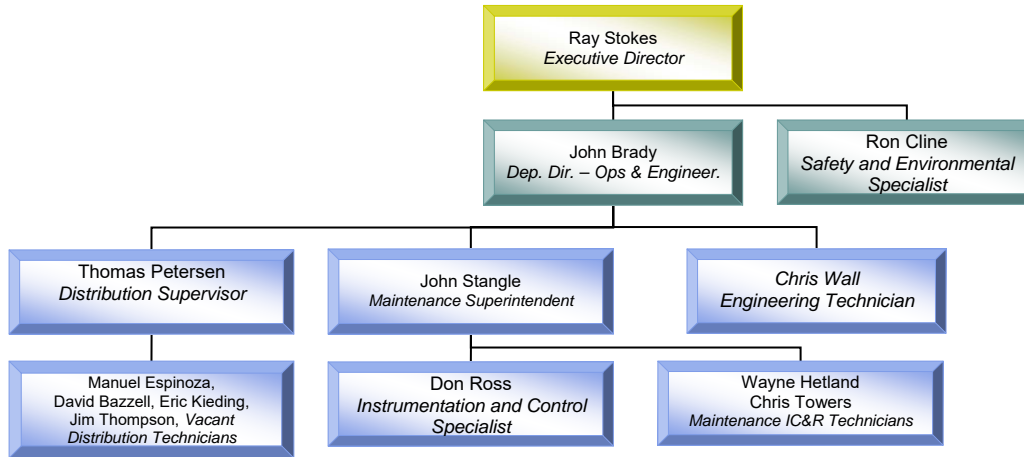 Ray Stokes
Executive Director
John Brady
Dep. Dir. – Ops & Engineer.
Ron Cline
Safety and Environmental
Specialist
Thomas Petersen
Distribution Supervisor
John Stangle
Maintenance Superintendent
Chris Wall
Engineering Technician
Manuel Espinoza,
David Bazzell, Eric Kieding,
Jim Thompson, Vacant
Distribution Technicians
Don Ross
Instrumentation and Control
Specialist
Wayne Hetland
Chris Towers
Maintenance IC&R Technicians